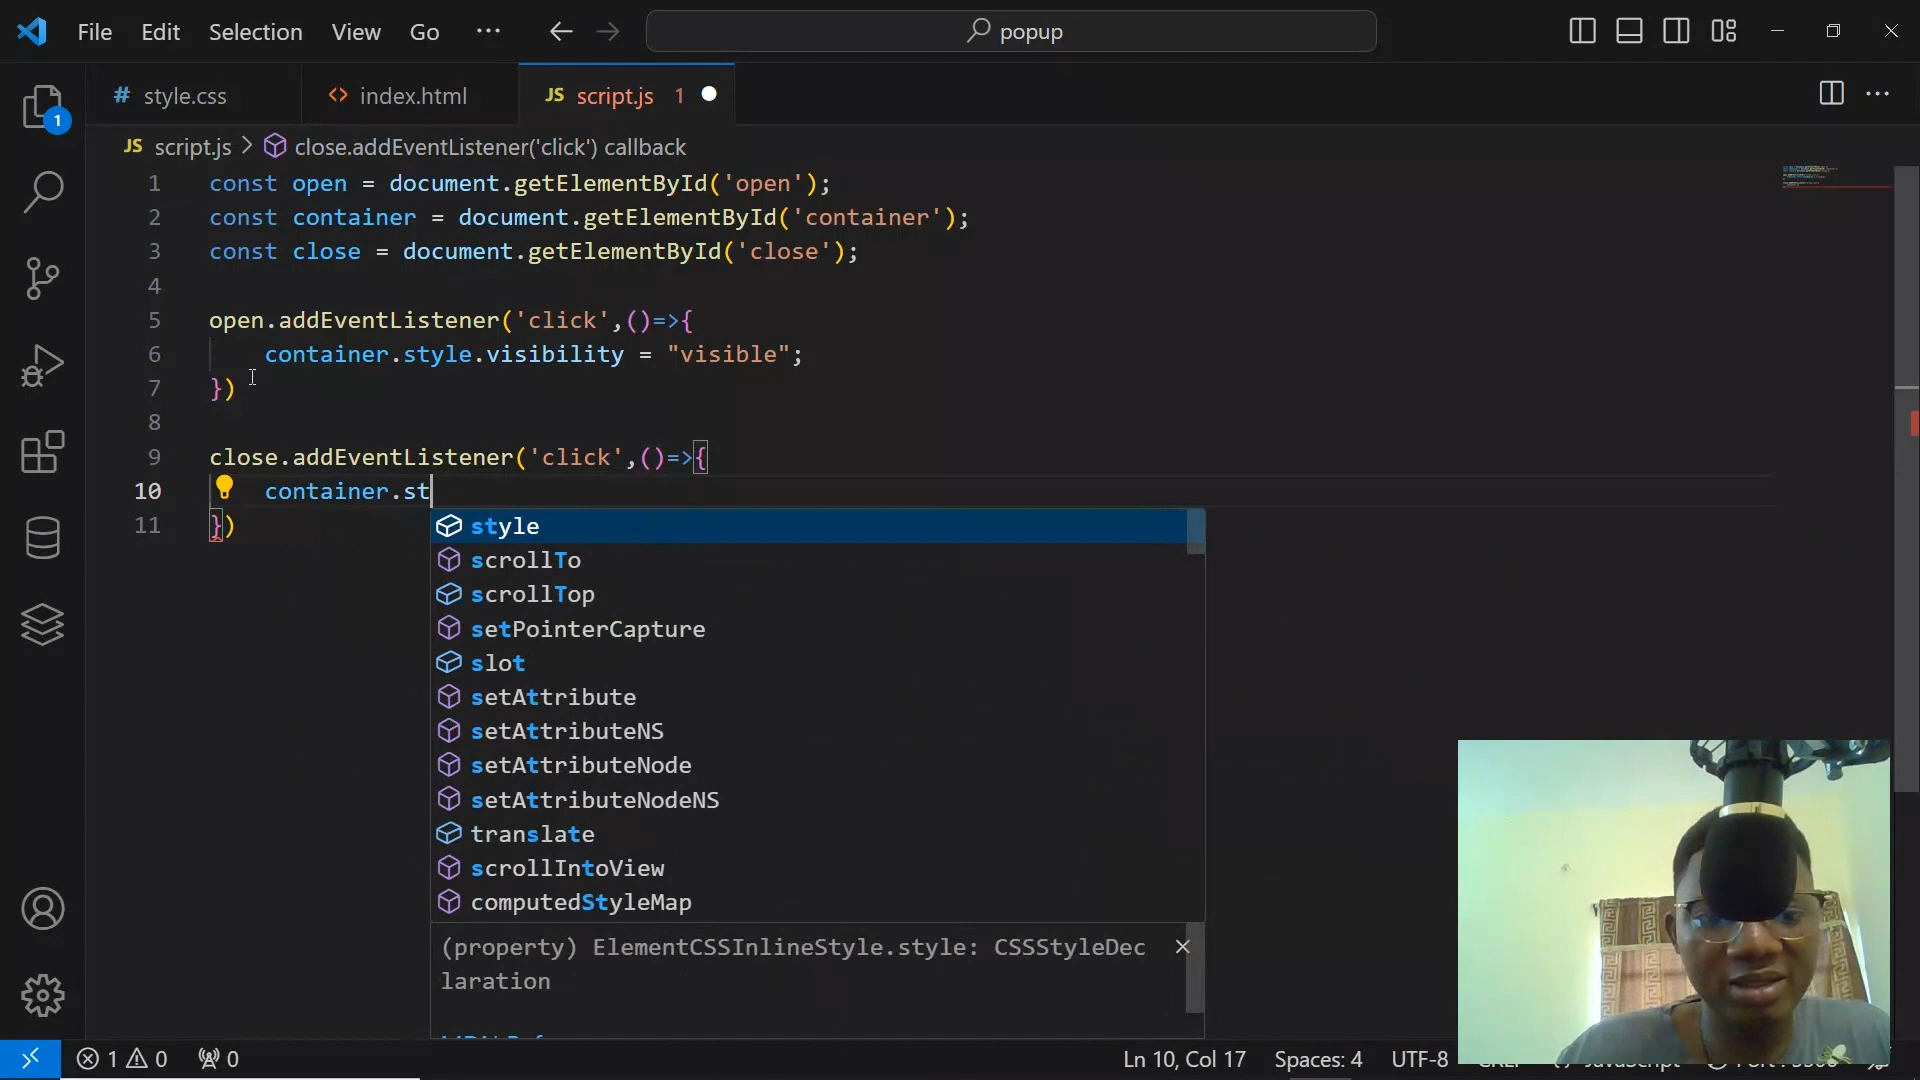 File Edit Selection View Go ··· popup
# style.css <> index.html JS script.js 1
JS script.js > close.addEventListener('click') callback
1 const open = document.getElementById('open');
2 const container = document.getElementById('container');
3 const close = document.getElementById('close');
4
5 open.addEventListener('click',()=>{
6 container.style.visibility = "visible";
7 })
8
9 close.addEventListener('click',()=>{
10 container.st
11 })
style
scrollTo
scrollTop
setPointerCapture
slot
setAttribute
setAttributeNS
setAttributeNode
setAttributeNodeNS
translate
scrollIntoView
computedStyleMap
(property) ElementCSSInlineStyle.style: CSSStyleDec
laration
1
1 0 0 Ln 10, Col 17 Spaces: 4 UTF-8